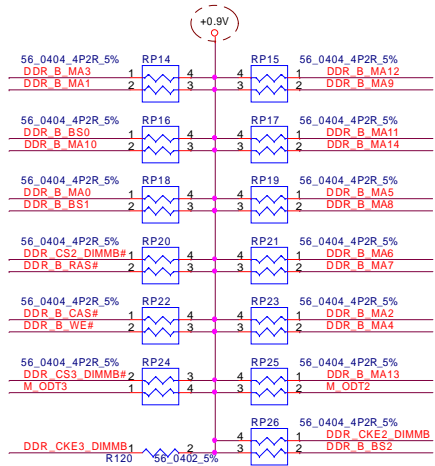 +0.9V
56_0404_4P2R_5% RP14 RP15 56_0404_4P2R_5%
DDR_B_MA3 1 4 4 1 DDR_B_MA12
DDR_B_MA1 2 3 3 2 DDR_B_MA9
56_0404_4P2R_5% RP16 RP17 56_0404_4P2R_5%
DDR_B_BS0 1 4 4 1 DDR_B_MA11
DDR_B_MA10 2 3 3 2 DDR_B_MA14
56_0404_4P2R_5% RP18 RP19 56_0404_4P2R_5%
DDR_B_MA0 1 4 4 1 DDR_B_MA5
DDR_B_BS1 2 3 3 2 DDR_B_MA8
56_0404_4P2R_5% RP20 RP21 56_0404_4P2R_5%
DDR_CS2_DIMMB# 1 4 4 1 DDR_B_MA6
DDR_B_RAS# 2 3 3 2 DDR_B_MA7
56_0404_4P2R_5% RP22 RP23 56_0404_4P2R_5%
DDR_B_CAS# 1 4 4 1 DDR_B_MA2
DDR_B_WE# 2 3 3 2 DDR_B_MA4
56_0404_4P2R_5% RP24 RP25 56_0404_4P2R_5%
DDR_CS3_DIMMB# 2 3 4 1 DDR_B_MA13
M_ODT3 1 4 3 2 M_ODT2
RP26 56_0404_4P2R_5%
4 1 DDR_CKE2_DIMMB
DDR_CKE3_DIMMB 1 2 3 2 DDR_B_BS2
R120 56_0402_5%